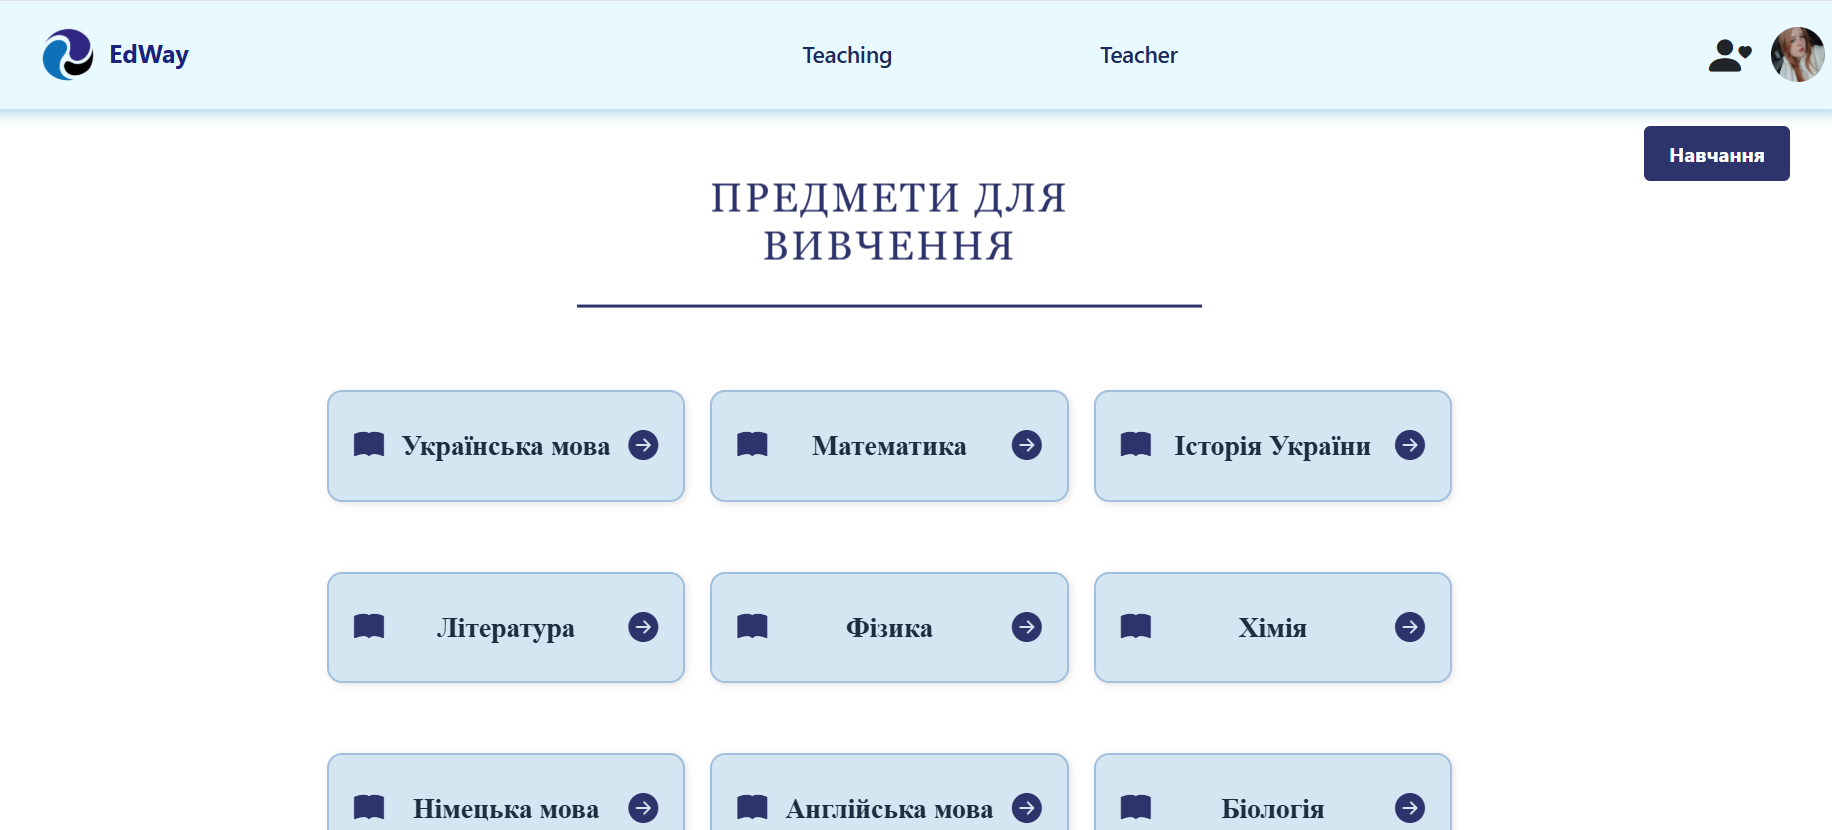 EdWay
Teaching
Teacher
Навчання
ПРЕДМЕТИ ДЛЯ
ВИВЧЕННЯ
Українська мова
Математика
Історія України
Література
Фізика
Хімія
Німецька мова
Англійська мова
Біологія